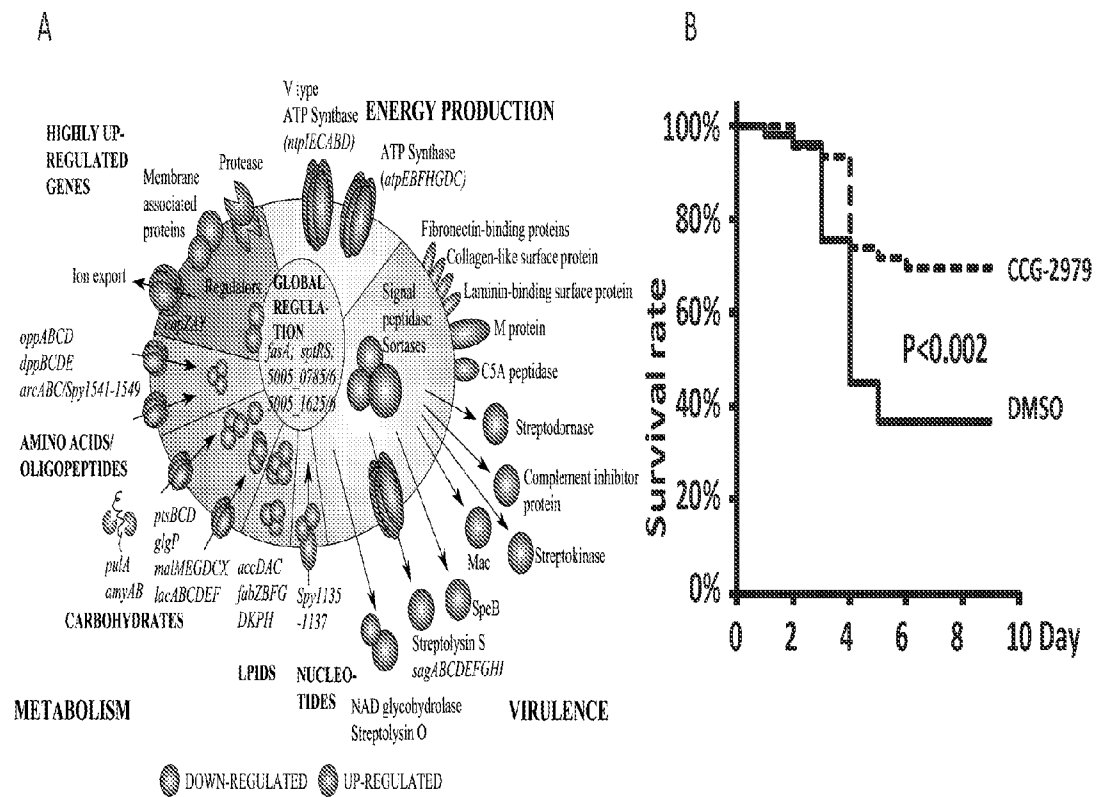 A
V type
ATP Synthase
(ntpIECABD)
ENERGY PRODUCTION
ATP Synthase
(atpEBFHGDC)
HIGHLY UP-
REGULATED
GENES
Protease
Membrane
associated
proteins
Ion export
Regulators
GLOBAL
REGULA-
TION
fasA;
5005_0785/6
5005_1625/6
Signal
peptidase
Sortases
Fibronectin-binding proteins
Collagen-like surface protein
Laminin-binding surface protein
M protein
C5A peptidase
oppABCD
dppBCDE
arcABC/Spy1541-1549
AMINO ACIDS/
OLIGOPEPTIDES
Streptodornase
Complement inhibitor
protein
Streptokinase
Mac
SpeB
Streptolysin S
sagABCDEFGHI
NAD glycohydrolase
Streptolysin O
pulA
amyAB
ptsBCD
glgP
malMEGDCX
lacABCDEF
CARBOHYDRATES
accDAC
fabZBFG
DKPH
LPIDS
Spy1135
-1137
NUCLEO-
TIDES
METABOLISM
VIRULENCE
DOWN-REGULATED
UP-REGULATED
B
Survival rate
100%
80%
60%
40%
20%
0%
CCG-2979
P<0.002
DMSO
0 2 4 6 8 10 Day